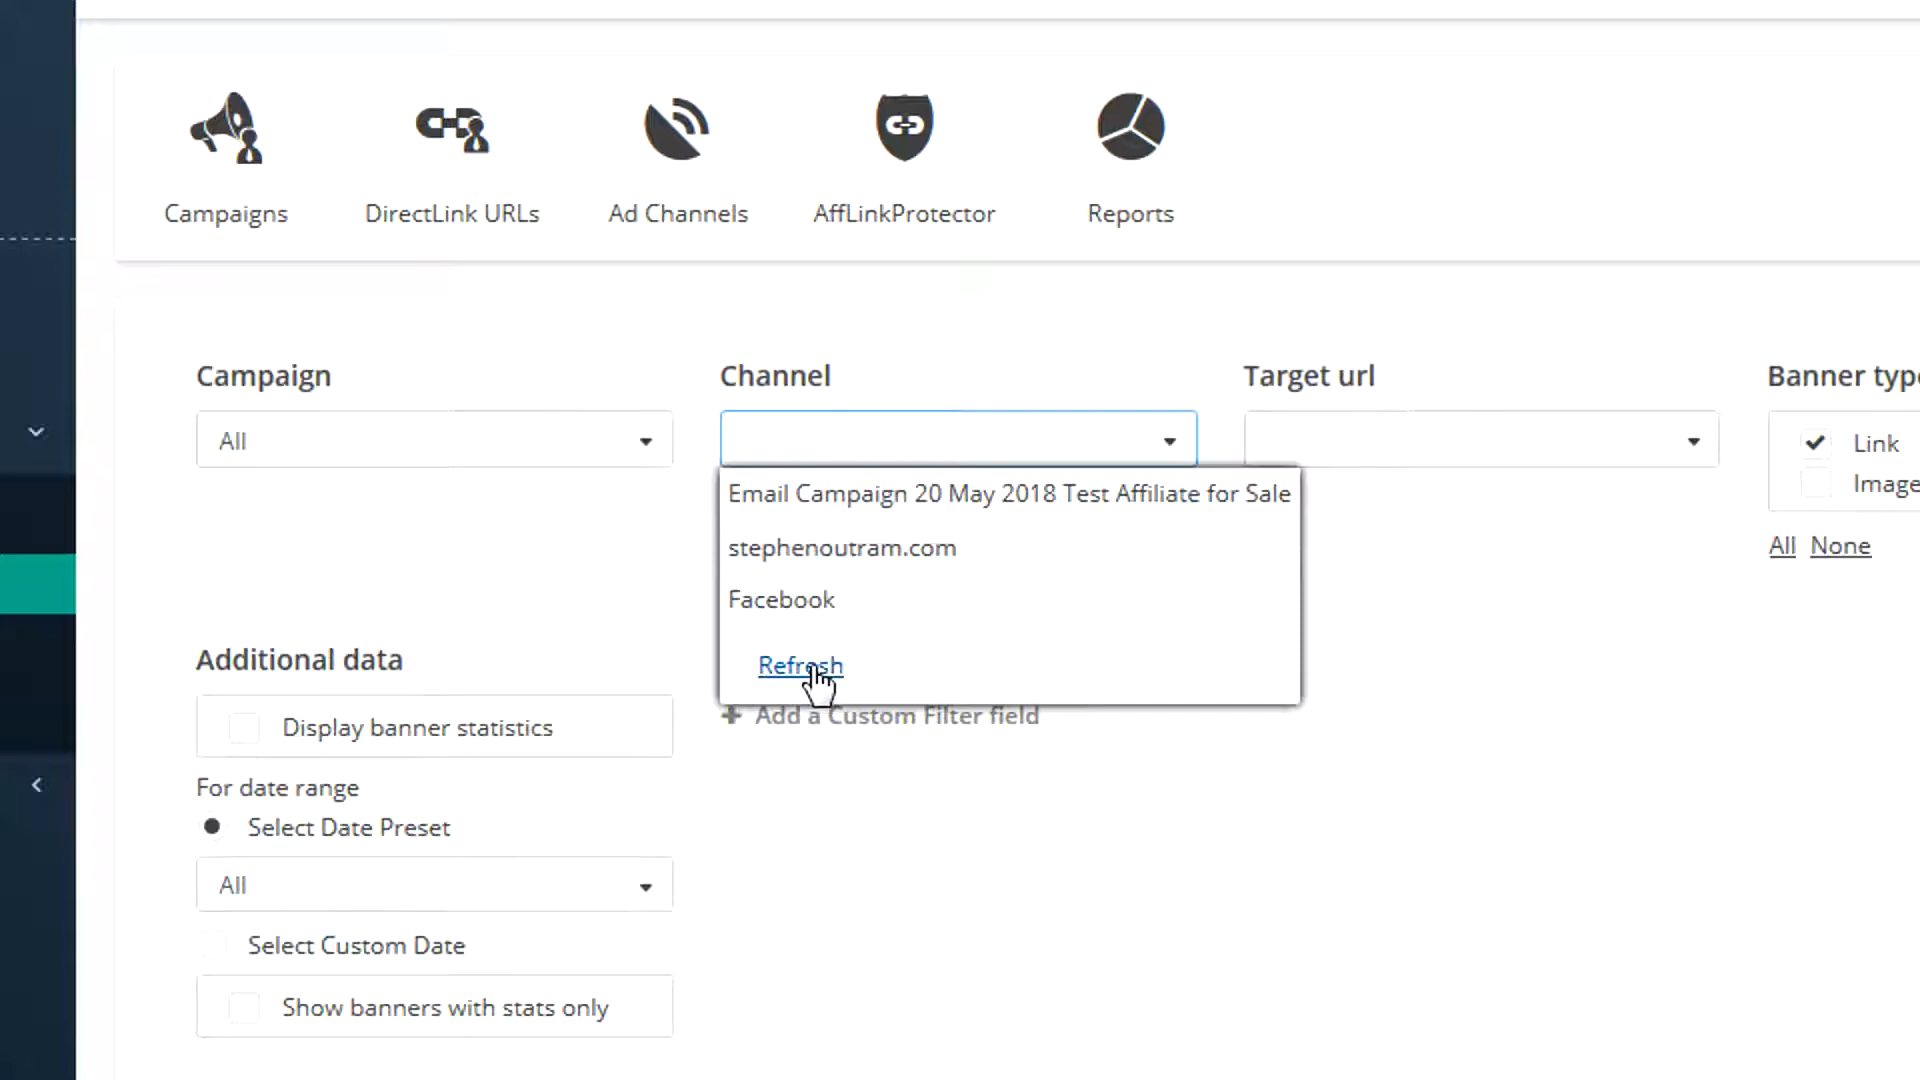 Campaigns
DirectLink URLs
Ad Channels
AffLinkProtector
Reports
Campaign
Channel
Target url
Banner type
All
Link
Image
All None
Email Campaign 20 May 2018 Test Affiliate for Sale
stephenoutram.com
Facebook
Refresh
+ Add a Custom Filter field
Additional data
Display banner statistics
For date range
Select Date Preset
All
Select Custom Date
Show banners with stats only